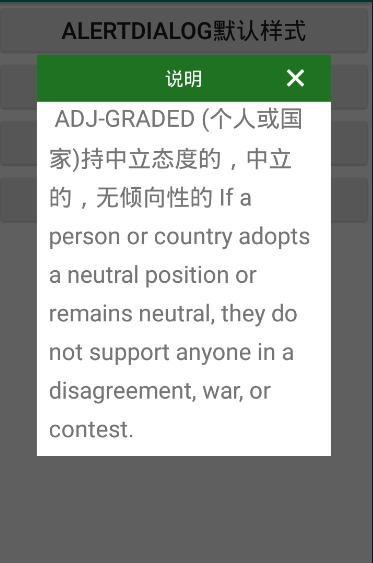 ALERTDIALOG默认样式
说明
ADJ-GRADED (个人或国
家)持中立态度的，中立
的，无倾向性的 If a
person or country adopts
a neutral position or
remains neutral, they do
not support anyone in a
disagreement, war, or
contest.